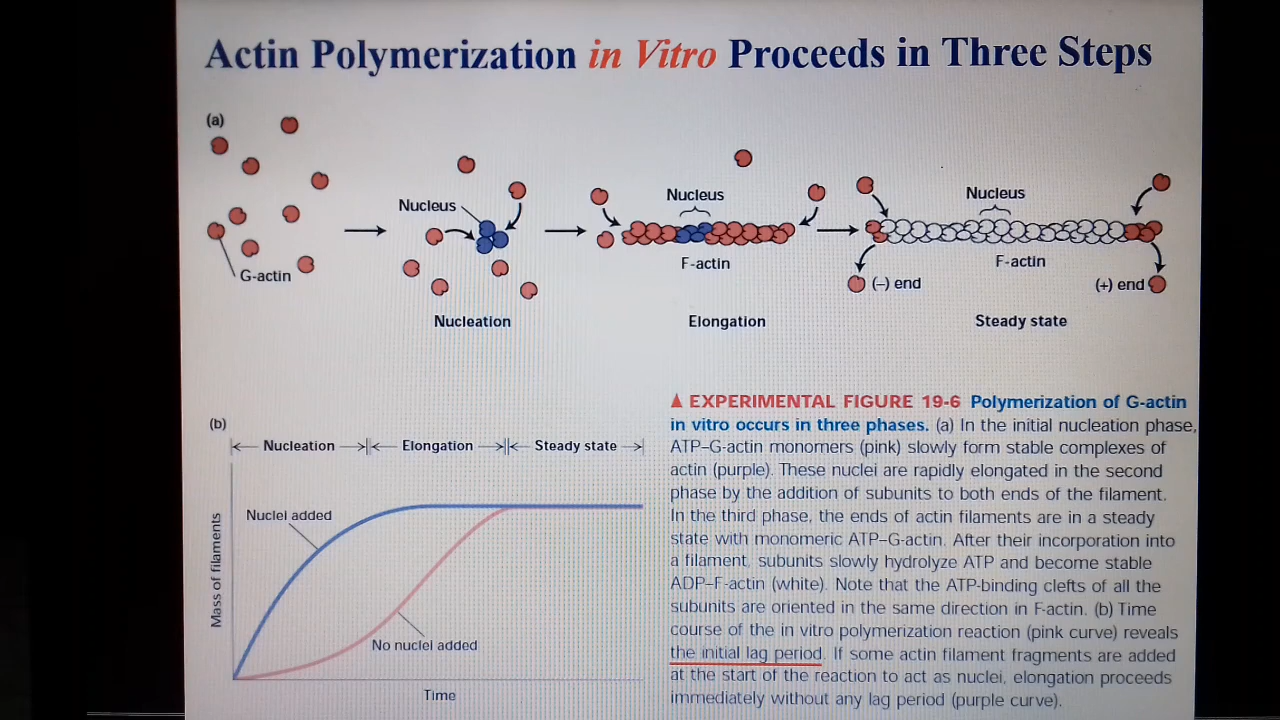 Actin Polymerization in Vitro Proceeds in Three Steps
(a)
Nucleus
Nucleus
Nucleus
G-actin
F-actin
F-actin
(–) end
(+) end
Nucleation
Elongation
Steady state
(b)
Nucleation
Elongation
Steady state
Nuclei added
Mass of filaments
No nuclei added
Time
▲ EXPERIMENTAL FIGURE 19-6 Polymerization of G-actin
in vitro occurs in three phases. (a) In the initial nucleation phase,
ATP–G-actin monomers (pink) slowly form stable complexes of
actin (purple). These nuclei are rapidly elongated in the second
phase by the addition of subunits to both ends of the filament.
In the third phase, the ends of actin filaments are in a steady
state with monomeric ATP–G-actin. After their incorporation into
a filament, subunits slowly hydrolyze ATP and become stable
ADP–F-actin (white). Note that the ATP-binding clefts of all the
subunits are oriented in the same direction in F-actin. (b) Time
course of the in vitro polymerization reaction (pink curve) reveals
the initial lag period. If some actin filament fragments are added
at the start of the reaction to act as nuclei, elongation proceeds
immediately without any lag period (purple curve).